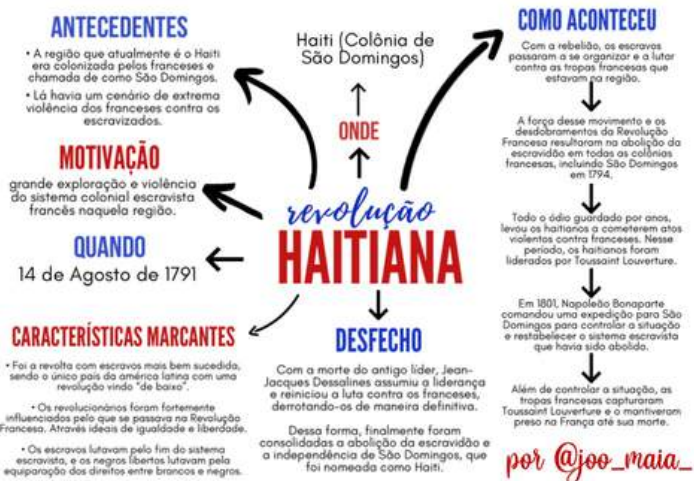 ANTECEDENTES
• A região que atualmente é o Haiti
era colonizada pelos franceses e
chamada de como São Domingos.
• Lá havia um cenário de extrema
violência dos franceses contra os
escravizados.
MOTIVAÇÃO
grande exploração e violência
do sistema colonial escravista
francês naquela região.
QUANDO
14 de Agosto de 1791
CARACTERÍSTICAS MARCANTES
• Foi a revolta com escravos mais bem sucedida,
sendo o único país da américa latina com uma
revolução vindo "de baixo".
• Os revolucionários foram fortemente
influenciados pelo que se passava na Revolução
Francesa. Através ideais de igualdade e liberdade.
• Os escravos lutavam pelo fim do sistema
escravista, e os negros libertos lutavam pela
equiparação dos direitos entre brancos e negros.
Haiti (Colônia de
São Domingos)
ONDE
revolução
HAITIANA
DESFECHO
Com a morte do antigo líder, Jean-
Jacques Dessalines assumiu a liderança
e reiniciou a luta contra os franceses,
derrotando-os de maneira definitiva.
Dessa forma, finalmente foram
consolidadas a abolição da escravidão e
a independência de São Domingos, que
foi nomeada como Haiti.
COMO ACONTECEU
Com a rebelião, os escravos
passaram a se organizar e a lutar
contra as tropas francesas que
estavam na região.
A força desse movimento e os
desdobramentos da Revolução
Francesa resultaram na abolição da
escravidão em todas as colônias
francesas, incluindo São Domingos
em 1794.
Todo o ódio guardado por anos,
levou os haitianos a cometerem atos
violentos contra franceses. Nesse
período, os haitianos foram
liderados por Toussaint Louverture.
Em 1801, Napoleão Bonaparte
comandou uma expedição para São
Domingos para controlar a situação
e restabelecer o sistema escravista
que havia sido abolido.
Além de controlar a situação, as
tropas francesas capturaram
Toussaint Louverture e o mantiveram
preso na França até sua morte.
por @joo_maia_